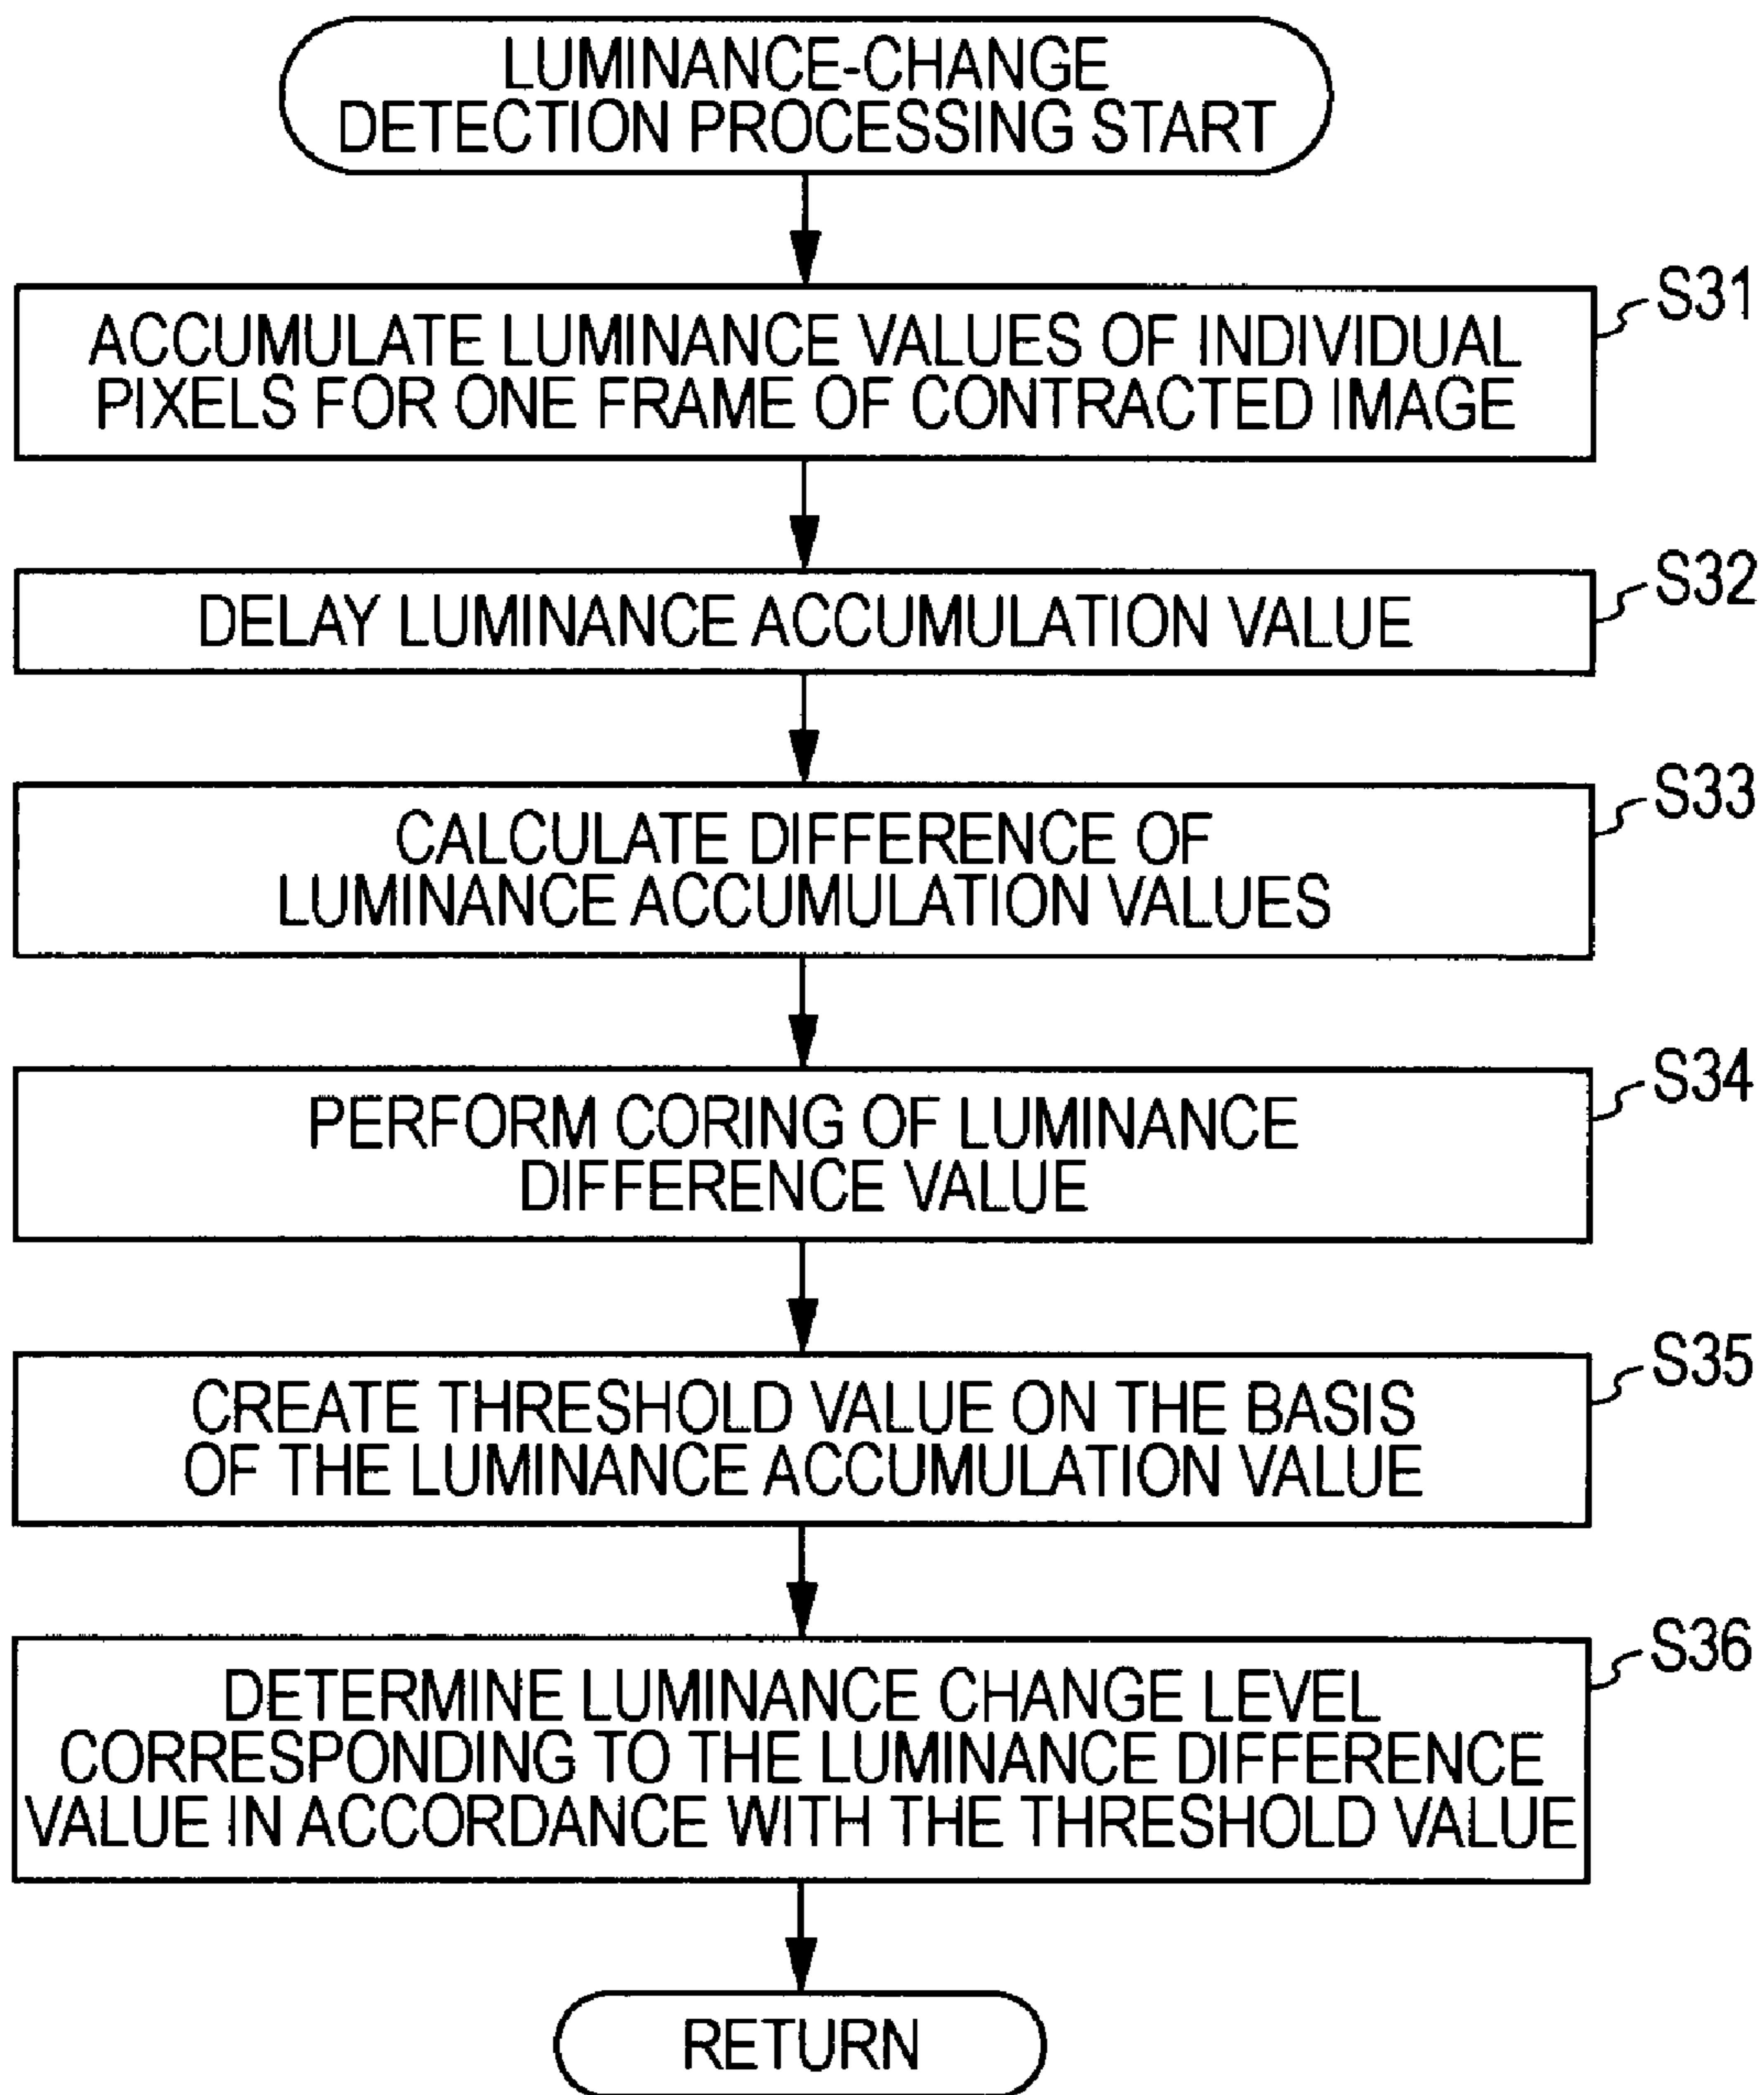 LUMINANCE-CHANGE
DETECTION PROCESSING START
S31
ACCUMULATE LUMINANCE VALUES OF INDIVIDUAL
PIXELS FOR ONE FRAME OF CONTRACTED IMAGE
S32
DELAY LUMINANCE ACCUMULATION VALUE
S33
CALCULATE DIFFERENCE OF
LUMINANCE ACCUMULATION VALUES
S34
PERFORM CORING OF LUMINANCE
DIFFERENCE VALUE
S35
CREATE THRESHOLD VALUE ON THE BASIS
OF THE LUMINANCE ACCUMULATION VALUE
S36
DETERMINE LUMINANCE CHANGE LEVEL
CORRESPONDING TO THE LUMINANCE DIFFERENCE
VALUE IN ACCORDANCE WITH THE THRESHOLD VALUE
RETURN